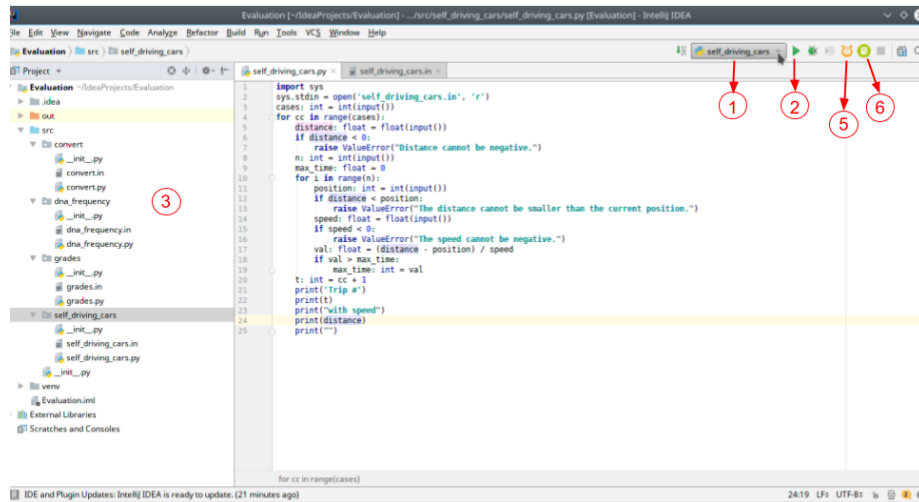 Evaluation [~/IdeaProjects/Evaluation] - .../src/self_driving_cars/self_driving_cars.py [Evaluation] - IntelliJ IDEA
ile Edit View Navigate Code Analyze Refactor Build Run Tools VCS Window Help
Evaluation src self_driving_cars
self_driving_cars
1 2 5 6
Project
self_driving_cars.py
self_driving_cars.in
Evaluation ~/IdeaProjects/Evaluation
.idea
out
src
convert
__init__.py
convert.in
convert.py
dna_frequency
3
__init__.py
dna_frequency.in
dna_frequency.py
grades
__init__.py
grades.in
grades.py
self_driving_cars
__init__.py
self_driving_cars.in
self_driving_cars.py
__init__.py
venv
Evaluation.iml
External Libraries
Scratches and Consoles
1 import sys
2 sys.stdin = open('self_driving_cars.in', 'r')
3 cases: int = int(input())
4 for cc in range(cases):
5 distance: float = float(input())
6 if distance < 0:
7 raise ValueError("Distance cannot be negative.")
8 n: int = int(input())
9 max_time: float = 0
10 for i in range(n):
11 position: int = int(input())
12 if distance < position:
13 raise ValueError("The distance cannot be smaller than the current position.")
14 speed: float = float(input())
15 if speed < 0:
16 raise ValueError("The speed cannot be negative.")
17 val: float = (distance - position) / speed
18 if val > max_time:
19 max_time: int = val
20 t: int = cc + 1
21 print('Trip #')
22 print(t)
23 print("with speed")
24 print(distance)
25 print("")
for cc in range(cases)
IDE and Plugin Updates: IntelliJ IDEA is ready to update. (21 minutes ago)
24:19 LF÷ UTF-8÷ 2